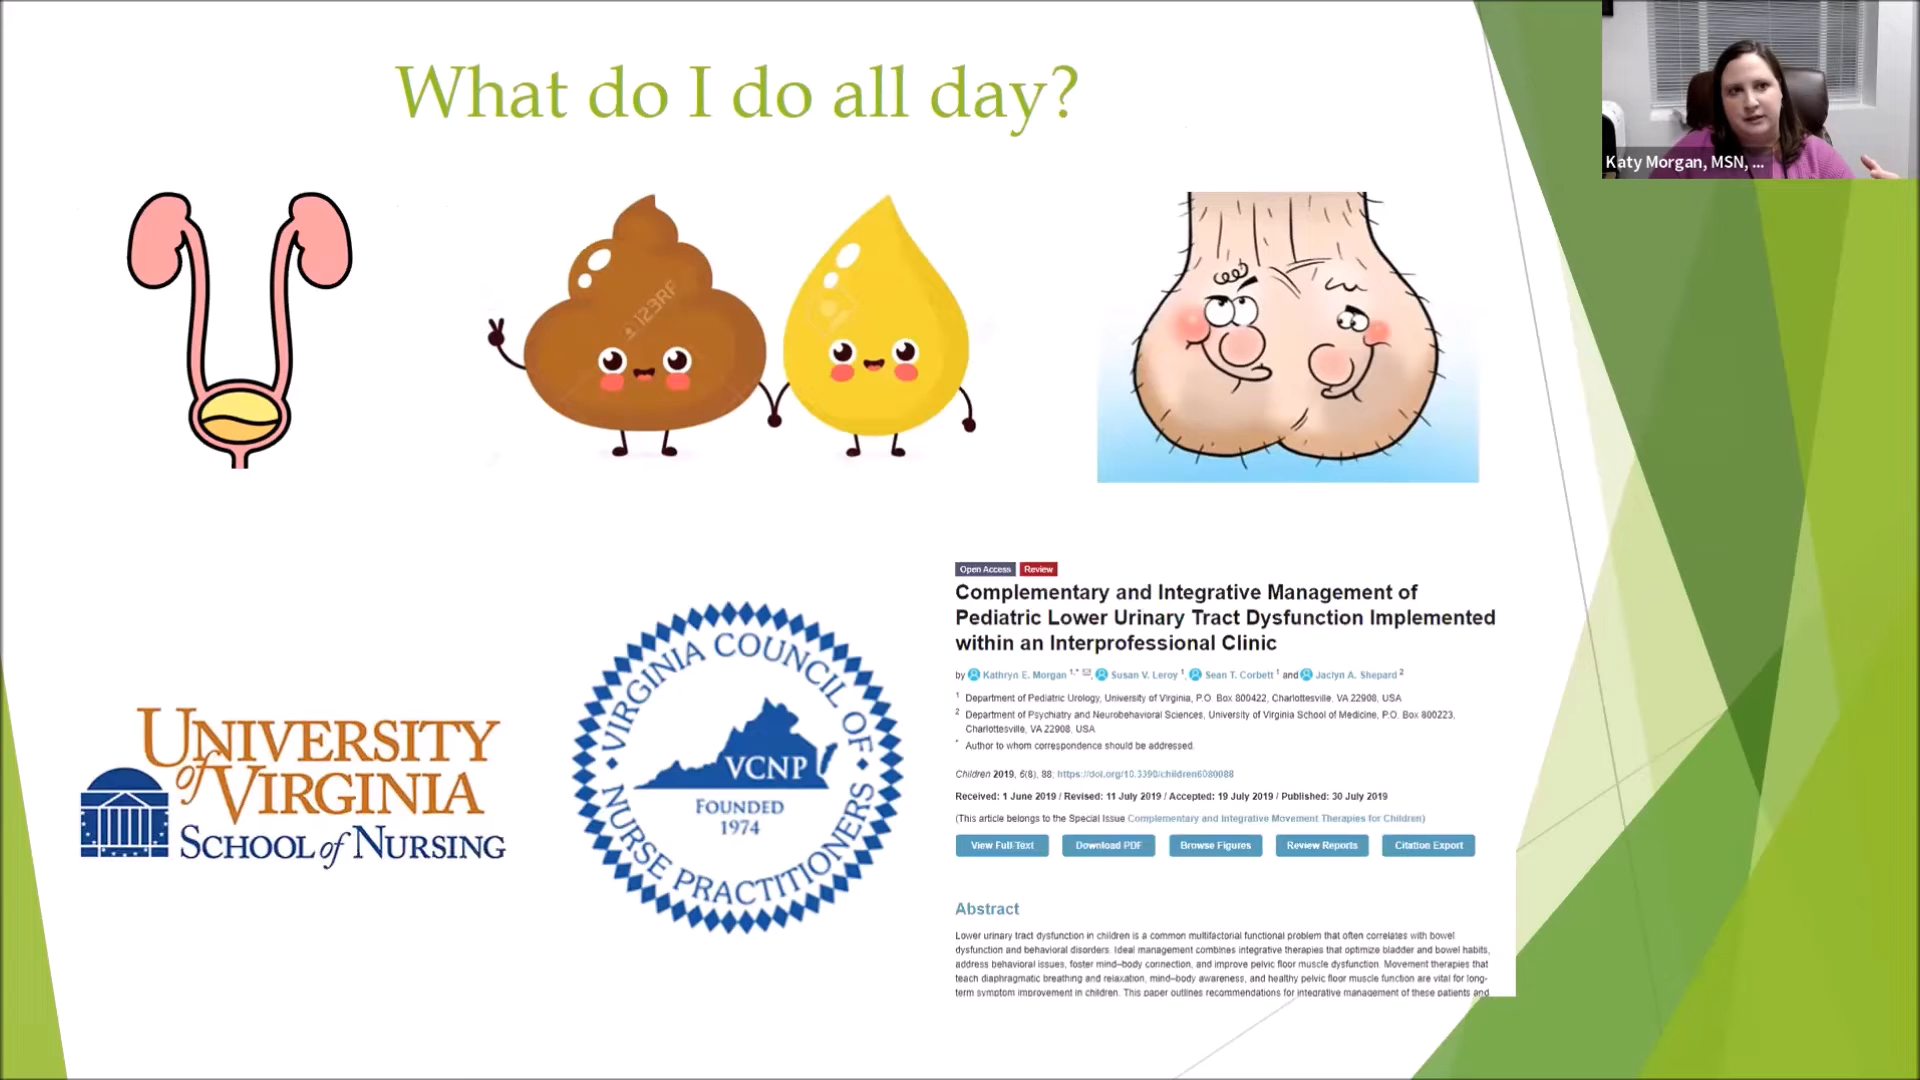 What do I do all day?
Katy Morgan, MSN, ...
123RF
Open Access Review
Complementary and Integrative Management of
Pediatric Lower Urinary Tract Dysfunction Implemented
within an Interprofessional Clinic
by Kathryn E. Morgan 1,* , Susan V. Leroy 1, Sean T. Corbett 1 and Jaclyn A. Shepard 2
1 Department of Pediatric Urology, University of Virginia, P.O. Box 800422, Charlottesville, VA 22908, USA
2 Department of Psychiatry and Neurobehavioral Sciences, University of Virginia School of Medicine, P.O. Box 800223,
Charlottesville, VA 22908, USA
* Author to whom correspondence should be addressed.
Children 2019, 6(8), 88; https://doi.org/10.3390/children6080088
Received: 1 June 2019 / Revised: 11 July 2019 / Accepted: 19 July 2019 / Published: 30 July 2019
(This article belongs to the Special Issue Complementary and Integrative Movement Therapies for Children)
View Full-Text Download PDF Browse Figures Review Reports Citation Export
Abstract
Lower urinary tract dysfunction in children is a common multifactorial functional problem that often correlates with bowel
dysfunction and behavioral disorders. Ideal management combines integrative therapies that optimize bladder and bowel habits,
address behavioral issues, foster mind–body connection, and improve pelvic floor muscle dysfunction. Movement therapies that
teach diaphragmatic breathing and relaxation, mind–body awareness, and healthy pelvic floor muscle function are vital for long-
term symptom improvement in children. This paper outlines recommendations for integrative management of these patients and
UNIVERSITY
of VIRGINIA
SCHOOL of NURSING
VIRGINIA COUNCIL OF
NURSE PRACTITIONERS
VCNP
FOUNDED
1974